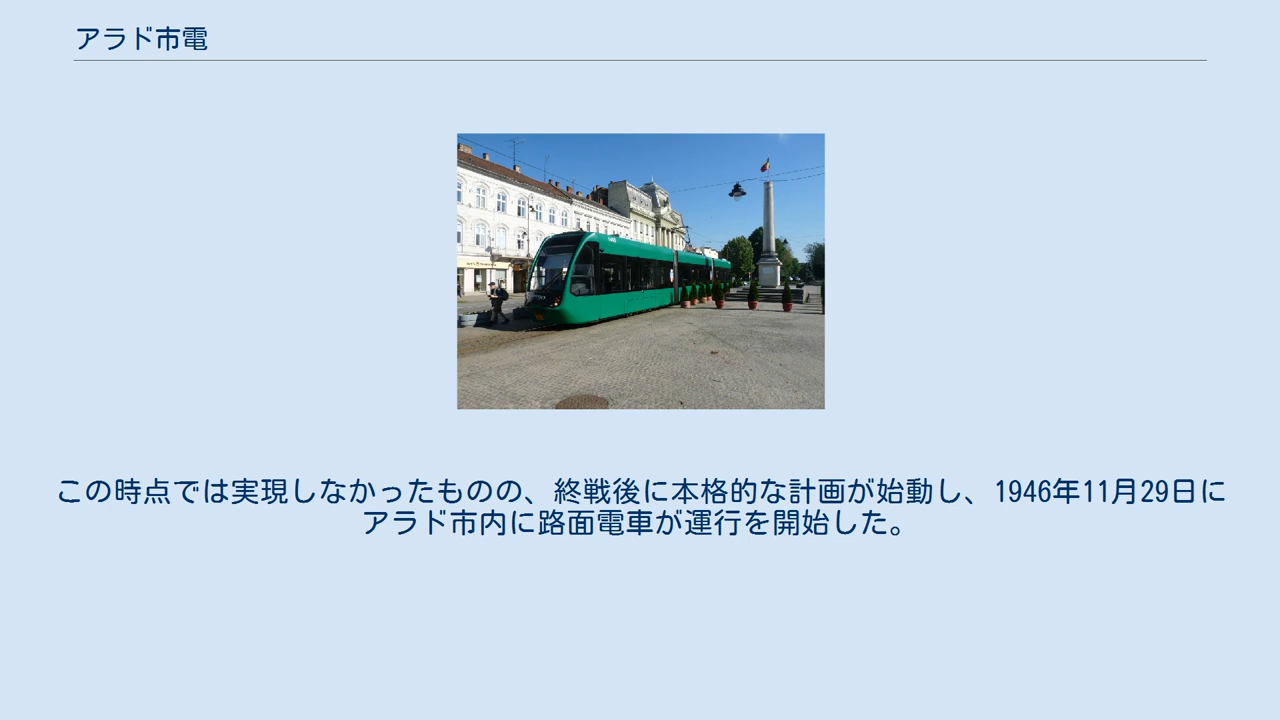 アラド市電
この時点では実現しなかったものの、終戦後に本格的な計画が始動し、1946年11月29日に
アラド市内に路面電車が運行を開始した。